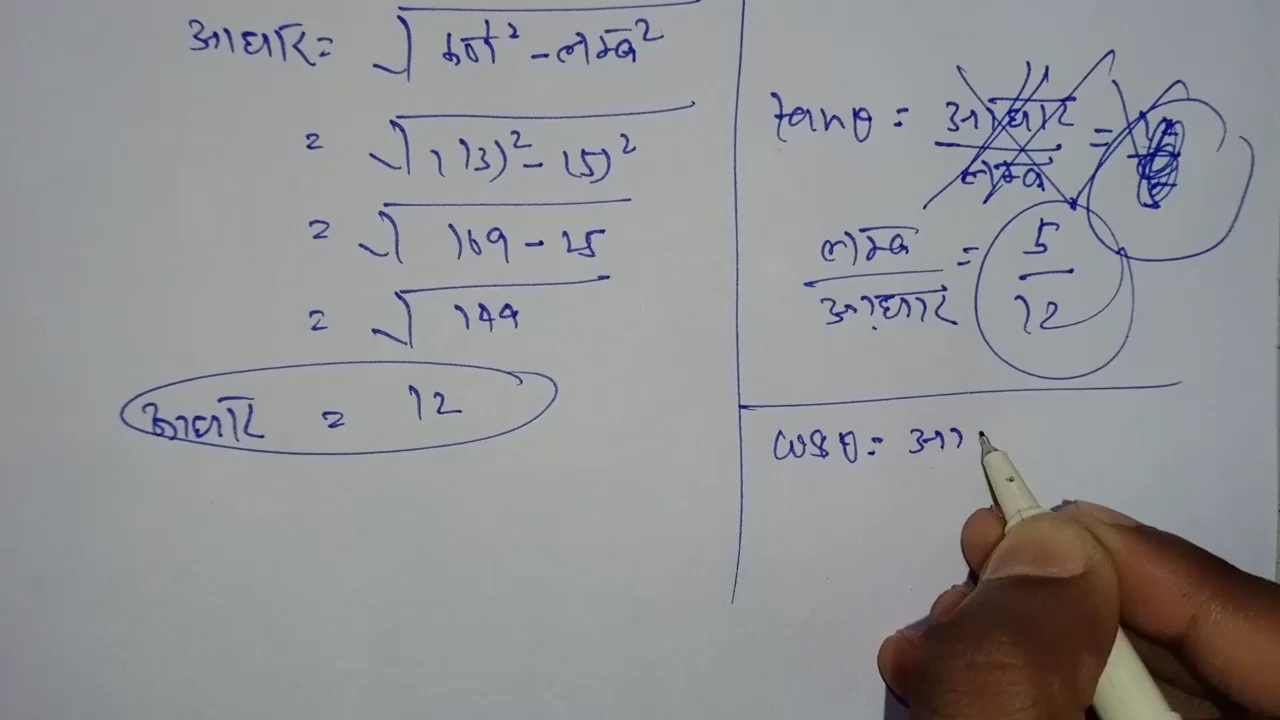 आधार = √कर्ण² - लम्ब²
= √(13)² - (5)²
= √169 - 25
= √144
आधार = 12
tanθ = आधार / लम्ब =
लम्ब / आधार = 5 / 12
cosθ = आ